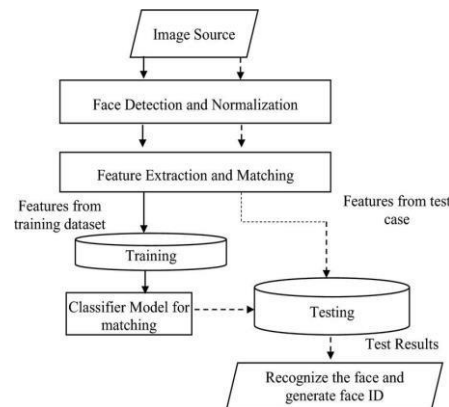 Image Source
Face Detection and Normalization
Feature Extraction and Matching
Features from
training dataset
Features from test
case
Training
Classifier Model for
matching
Testing
Test Results
Recognize the face and
generate face ID